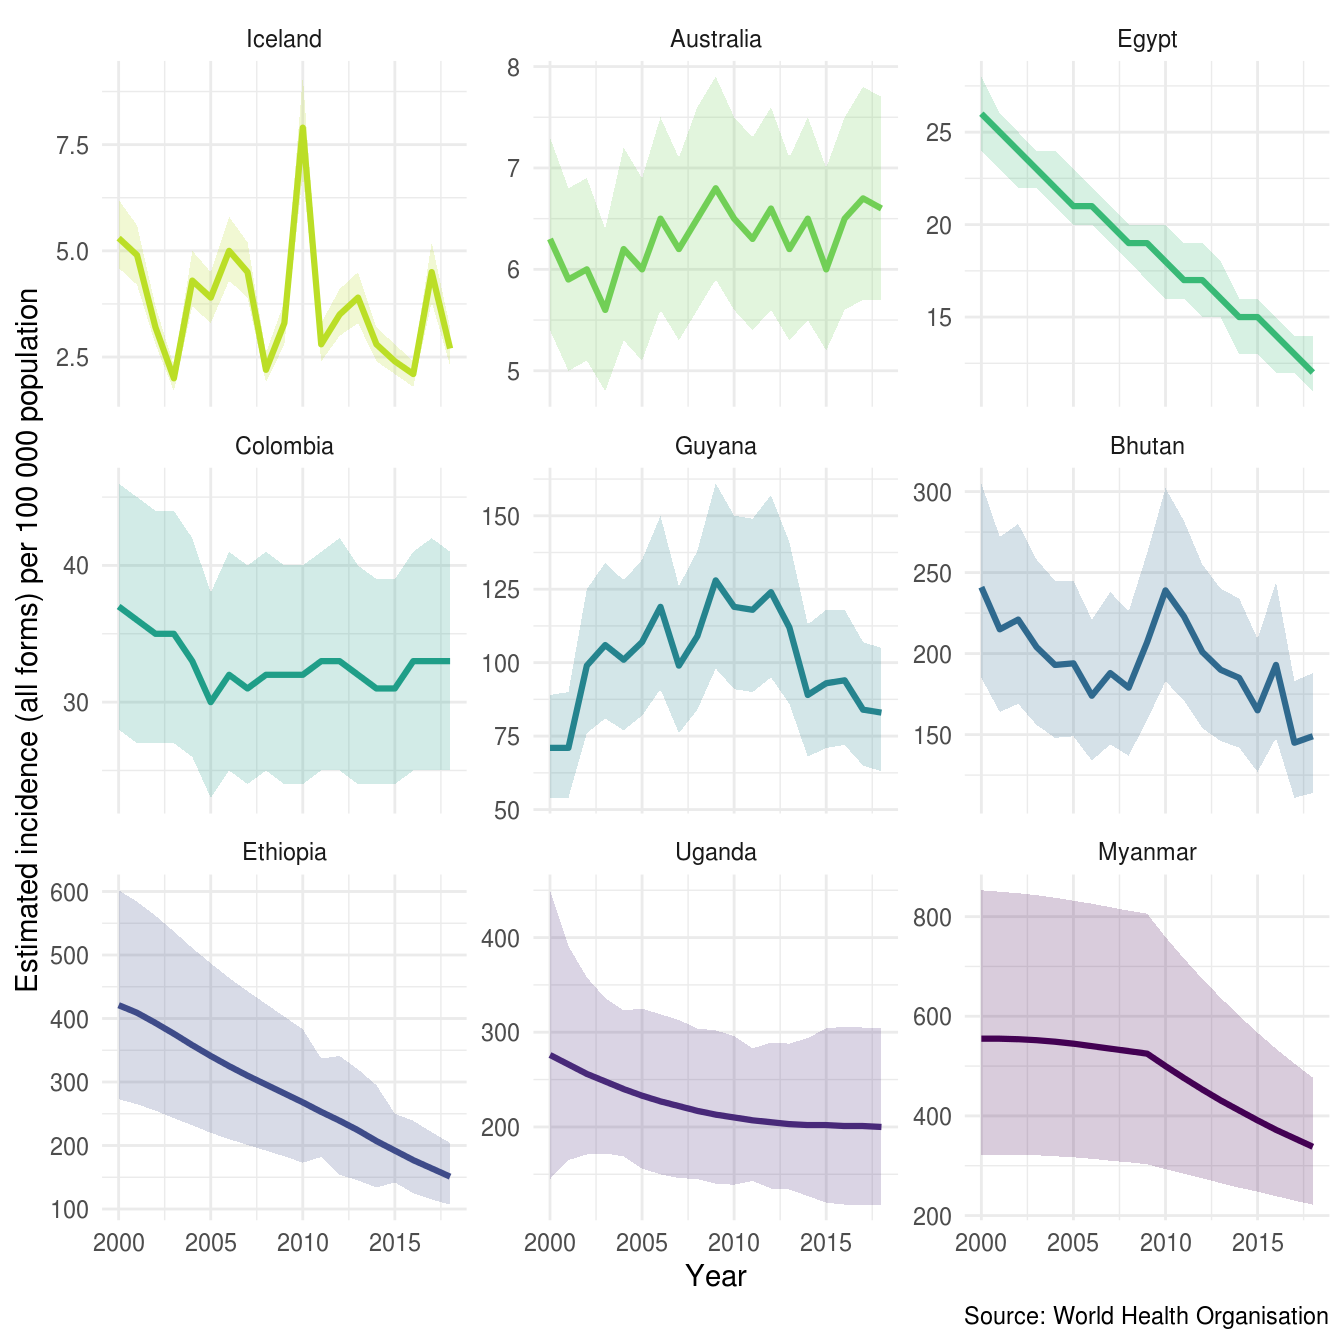 Iceland
Australia
Egypt
7.5
5.0
2.5
8
7
6
5
25
20
15
Estimated incidence (all forms) per 100 000 population
Colombia
Guyana
Bhutan
40
30
150
125
100
75
50
300
250
200
150
Ethiopia
Uganda
Myanmar
600
500
400
300
200
100
400
300
200
800
600
400
200
2000 2005 2010 2015
2000 2005 2010 2015
2000 2005 2010 2015
Year
Source: World Health Organisation